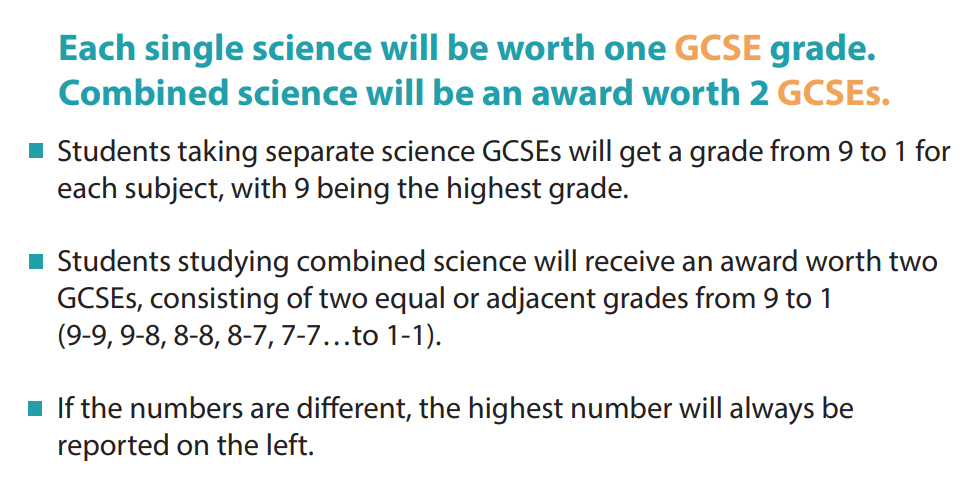 Each single science will be worth one GCSE grade.
Combined science will be an award worth 2 GCSEs.
■ Students taking separate science GCSEs will get a grade from 9 to 1 for
each subject, with 9 being the highest grade.
■ Students studying combined science will receive an award worth two
GCSEs, consisting of two equal or adjacent grades from 9 to 1
(9-9, 9-8, 8-8, 8-7, 7-7…to 1-1).
■ If the numbers are different, the highest number will always be
reported on the left.